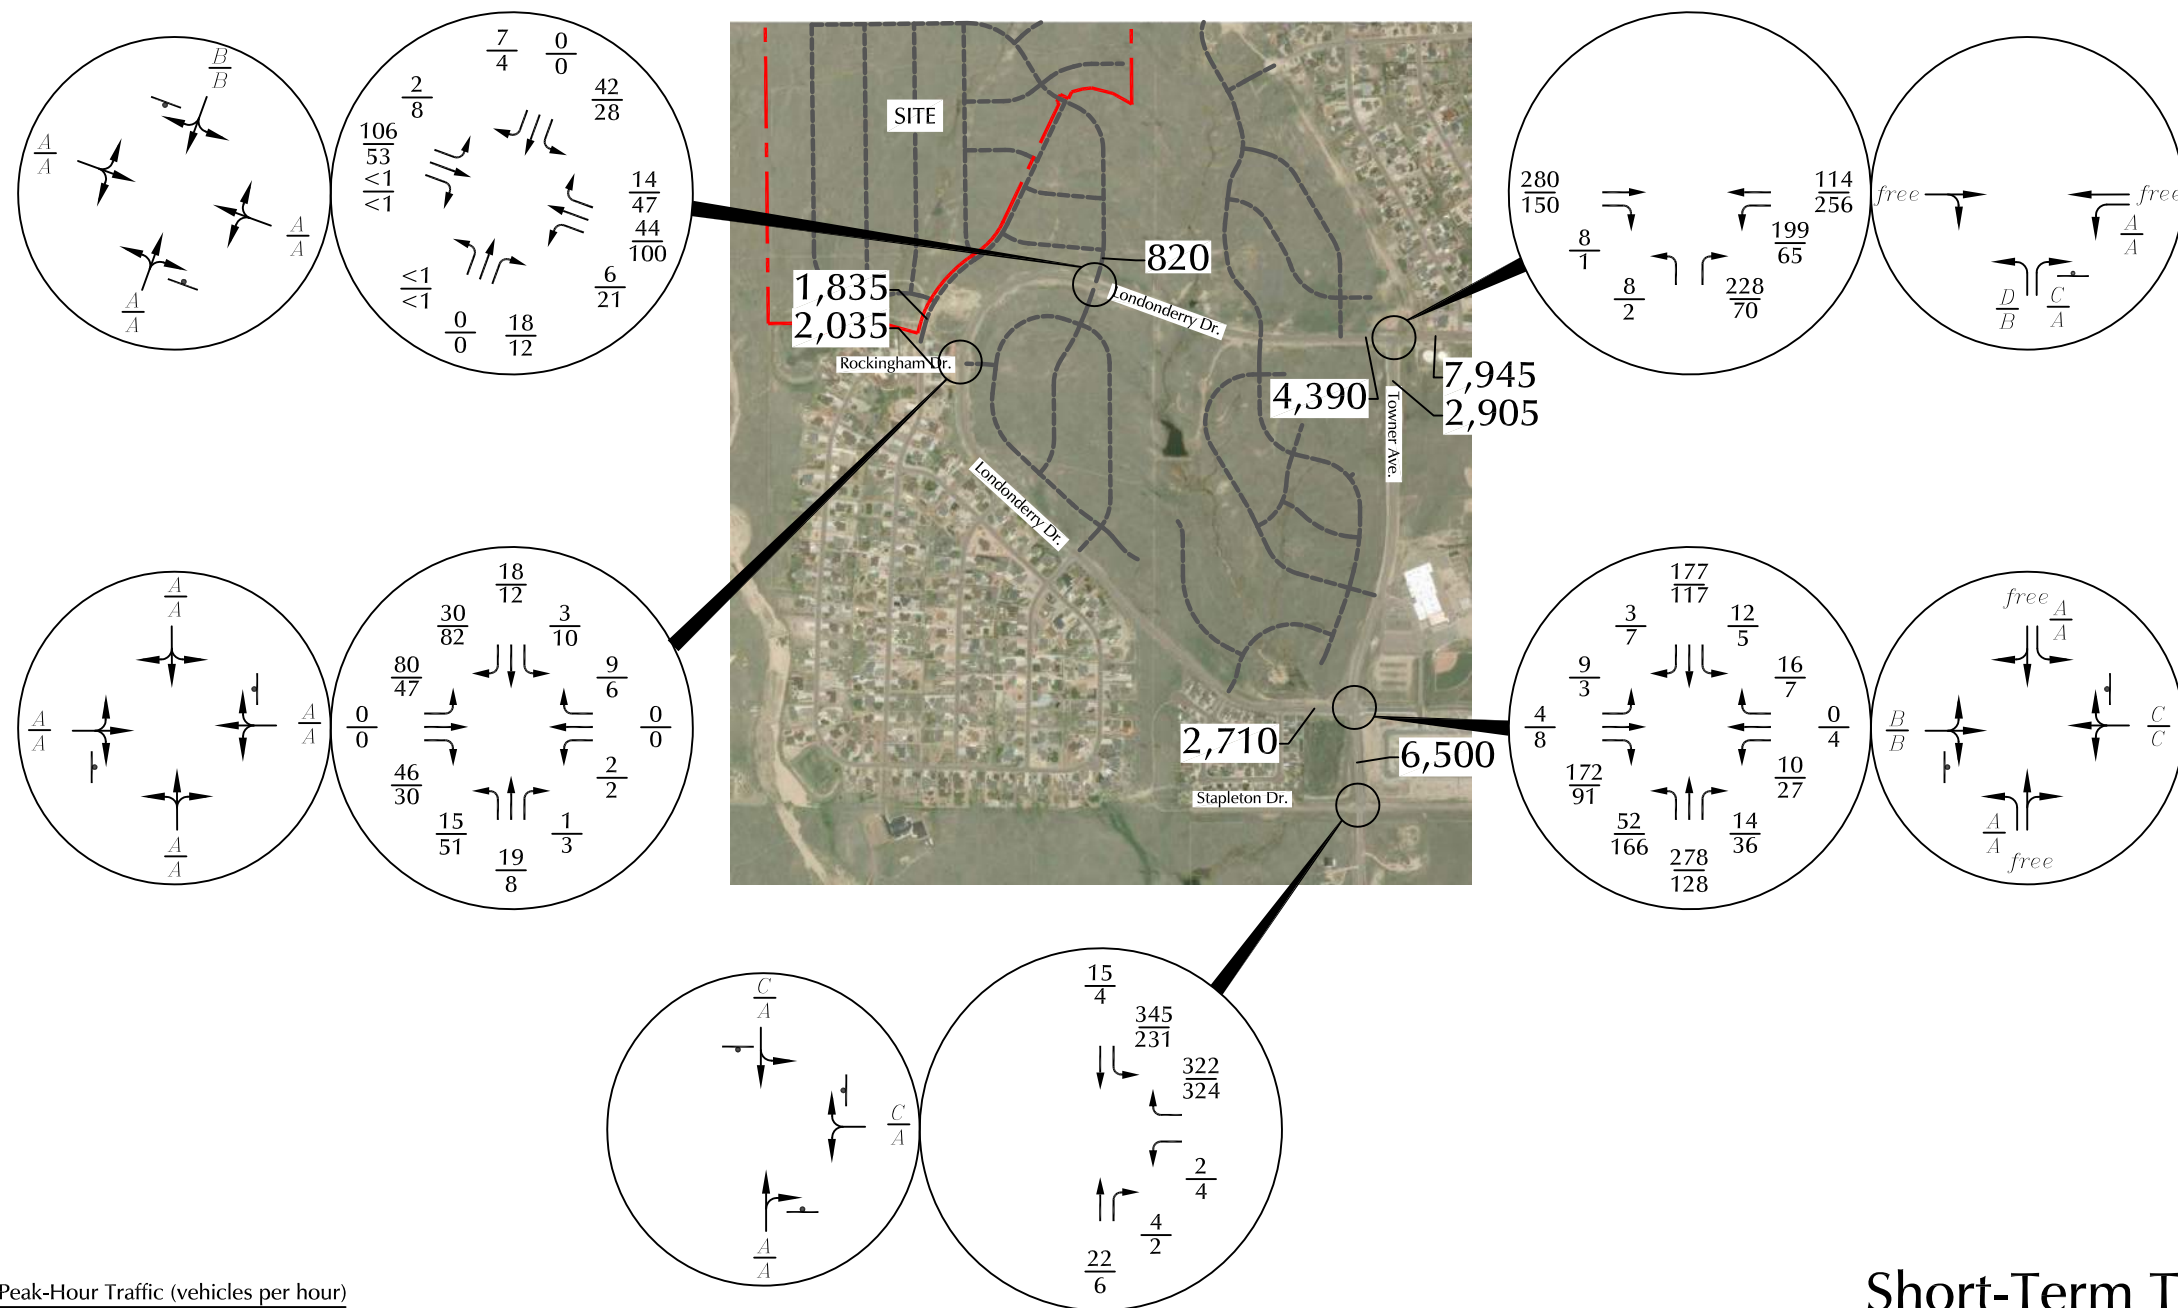 B
B
A
A
A
A
A
A
7
4
0
0
2
8
42
28
106
53
<1
<1
14
47
44
100
6
21
<1
<1
0
0
18
12
SITE
820
1,835
2,035
Londonderry Dr.
Rockingham Dr.
4,390
7,945
2,905
Towner Ave.
Londonderry Dr.
2,710
6,500
Stapleton Dr.
280
150
114
256
8
1
199
65
8
2
228
70
free
free
A
A
D
B
C
A
A
A
A
A
A
A
A
A
18
12
30
82
3
10
80
47
9
6
0
0
0
0
46
30
2
2
15
51
1
3
19
8
177
117
3
7
12
5
9
3
16
7
4
8
0
4
172
91
10
27
52
166
14
36
278
128
free
A
A
B
B
C
C
A
A
free
C
A
C
A
A
A
15
4
345
231
322
324
2
4
4
2
22
6
Peak-Hour Traffic (vehicles per hour)
Short-Term T